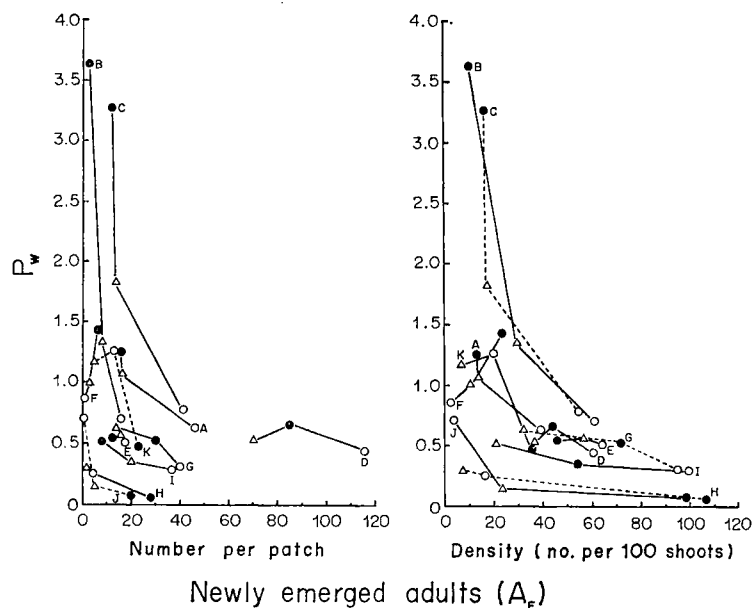 4.0
3.5
3.0
2.5
2.0
1.5
1.0
0.5
0
Pw
B
C
F
A
K
E
G
I
D
J
H
0 20 40 60 80 100 120
Number per patch
4.0
3.5
3.0
2.5
2.0
1.5
1.0
0.5
0
B
C
A
K
F
J
G
E
D
I
H
0 20 40 60 80 100 120
Density (no. per 100 shoots)
Newly emerged adults (AE)